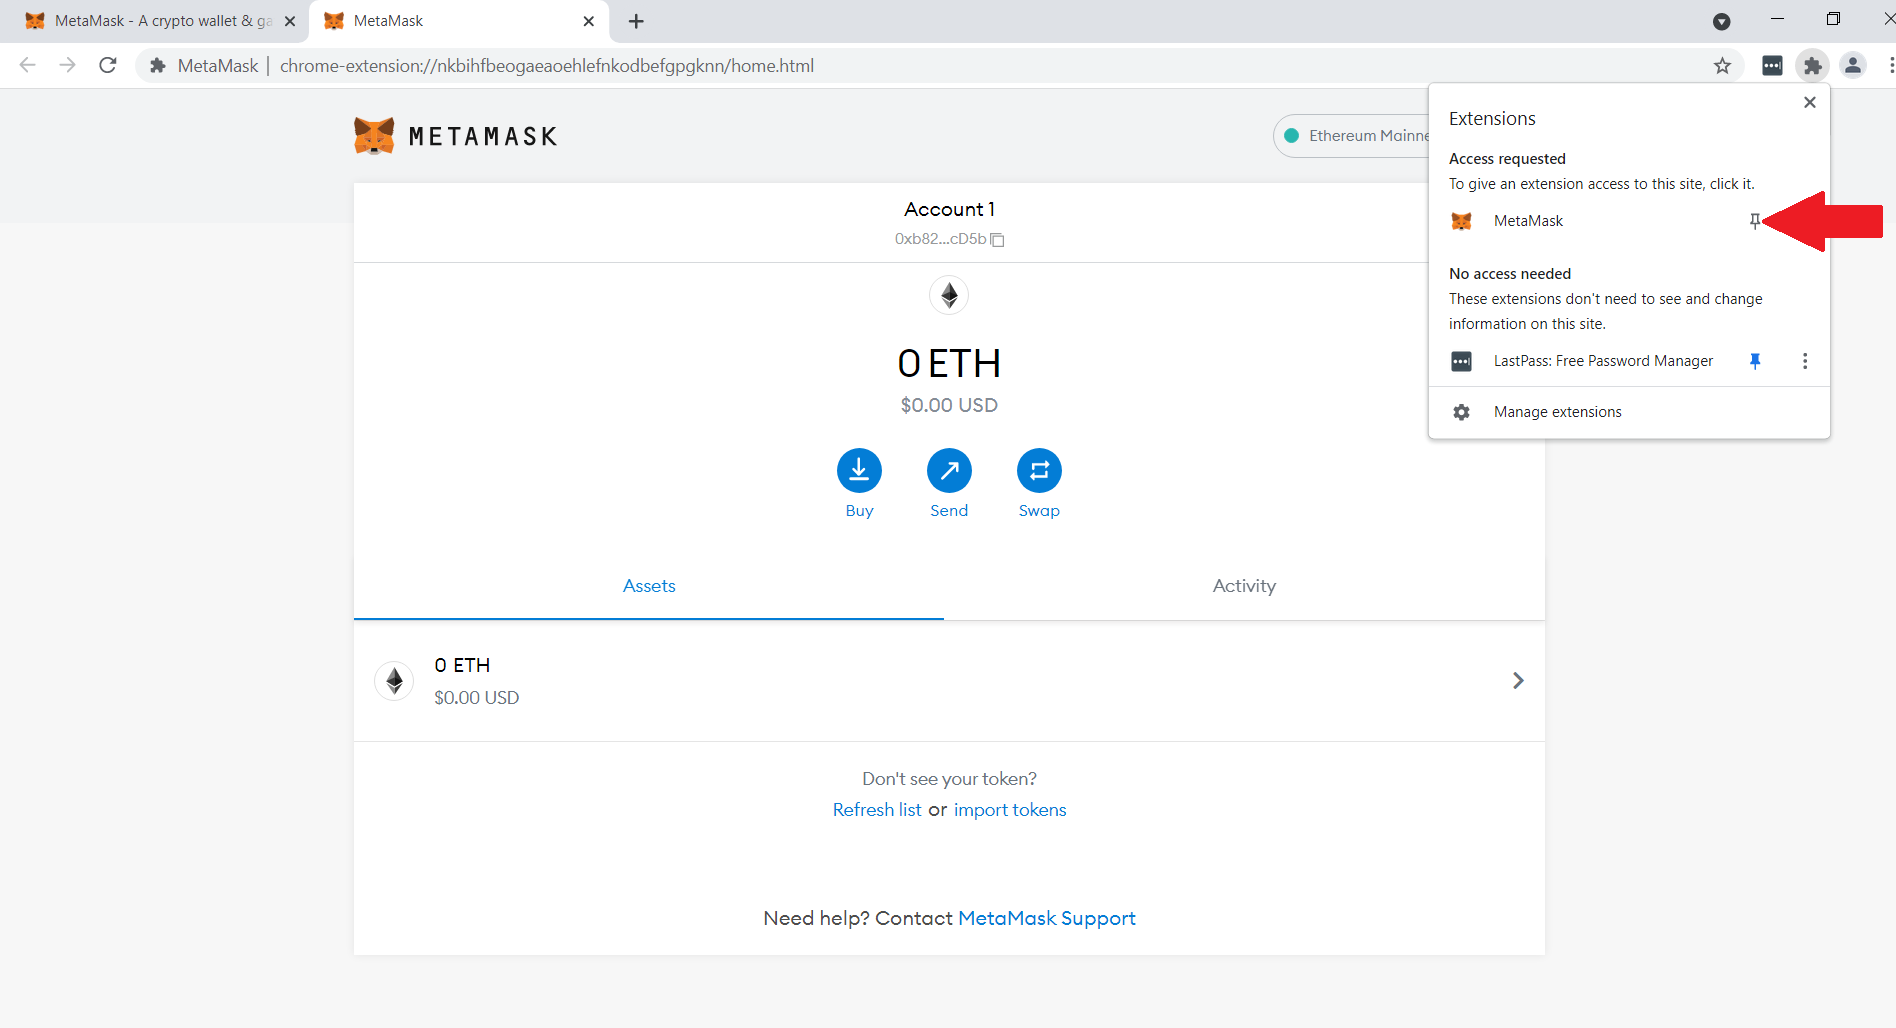 MetaMask - A crypto wallet & ga
MetaMask
MetaMask | chrome-extension://nkbihfbeogaeaoehlefnkodbefgpgknn/home.html
METAMASK
Ethereum Mainne
Extensions
Access requested
To give an extension access to this site, click it.
MetaMask
No access needed
These extensions don't need to see and change
information on this site.
LastPass: Free Password Manager
Manage extensions
Account 1
0xb82...cD5b
0 ETH
$0.00 USD
Buy
Send
Swap
Assets
Activity
0 ETH
$0.00 USD
Don't see your token?
Refresh list or import tokens
Need help? Contact MetaMask Support